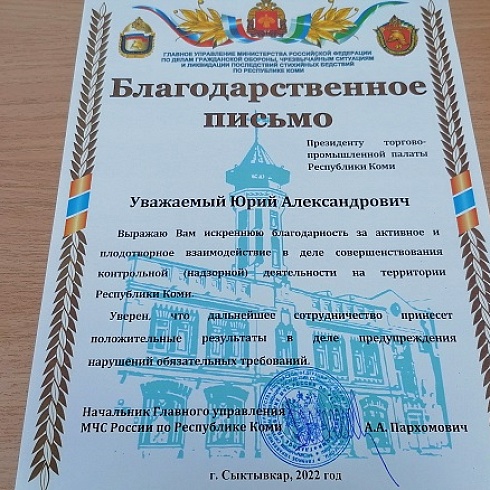 ГЛАВНОЕ УПРАВЛЕНИЕ МИНИСТЕРСТВА РОССИЙСКОЙ ФЕДЕРАЦИИ
ПО ДЕЛАМ ГРАЖДАНСКОЙ ОБОРОНЫ, ЧРЕЗВЫЧАЙНЫМ СИТУАЦИЯМ
И ЛИКВИДАЦИИ ПОСЛЕДСТВИЙ СТИХИЙНЫХ БЕДСТВИЙ
ПО РЕСПУБЛИКЕ КОМИ
Благодарственное
письмо
Президенту торгово-
промышленной палаты
Республики Коми
Уважаемый Юрий Александрович
Выражаю Вам искреннюю благодарность за активное и
плодотворное взаимодействие в деле совершенствования
контрольной (надзорной) деятельности на территории
Республики Коми.
Уверен, что дальнейшее сотрудничество принесет
положительные результаты в деле предупреждения
нарушений обязательных требований.
Начальник Главного управления
МЧС России по Республике Коми А.А. Пархомович
г. Сыктывкар, 2022 год